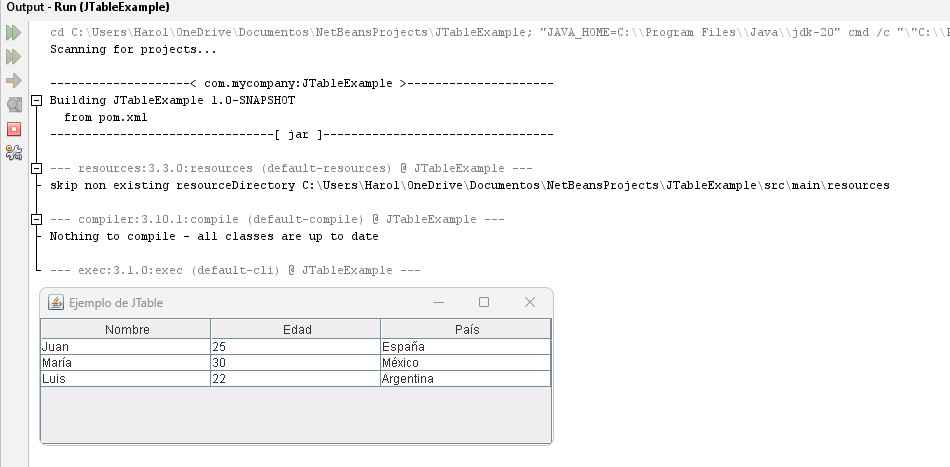 Output - Run (JTableExample)
cd C:\Users\Harol\OneDrive\Documentos\NetBeansProjects\JTableExample; "JAVA_HOME=C:\\Program Files\\Java\\jdk-20" cmd /c "\"C:\\
Scanning for projects...
--------------------< com.mycompany:JTableExample >---------------------
Building JTableExample 1.0-SNAPSHOT
from pom.xml
--------------------------------[ jar ]---------------------------------
--- resources:3.3.0:resources (default-resources) @ JTableExample ---
skip non existing resourceDirectory C:\Users\Harol\OneDrive\Documentos\NetBeansProjects\JTableExample\src\main\resources
--- compiler:3.10.1:compile (default-compile) @ JTableExample ---
Nothing to compile - all classes are up to date
--- exec:3.1.0:exec (default-cli) @ JTableExample ---
Ejemplo de JTable
Nombre Edad País
Juan 25 España
María 30 México
Luis 22 Argentina